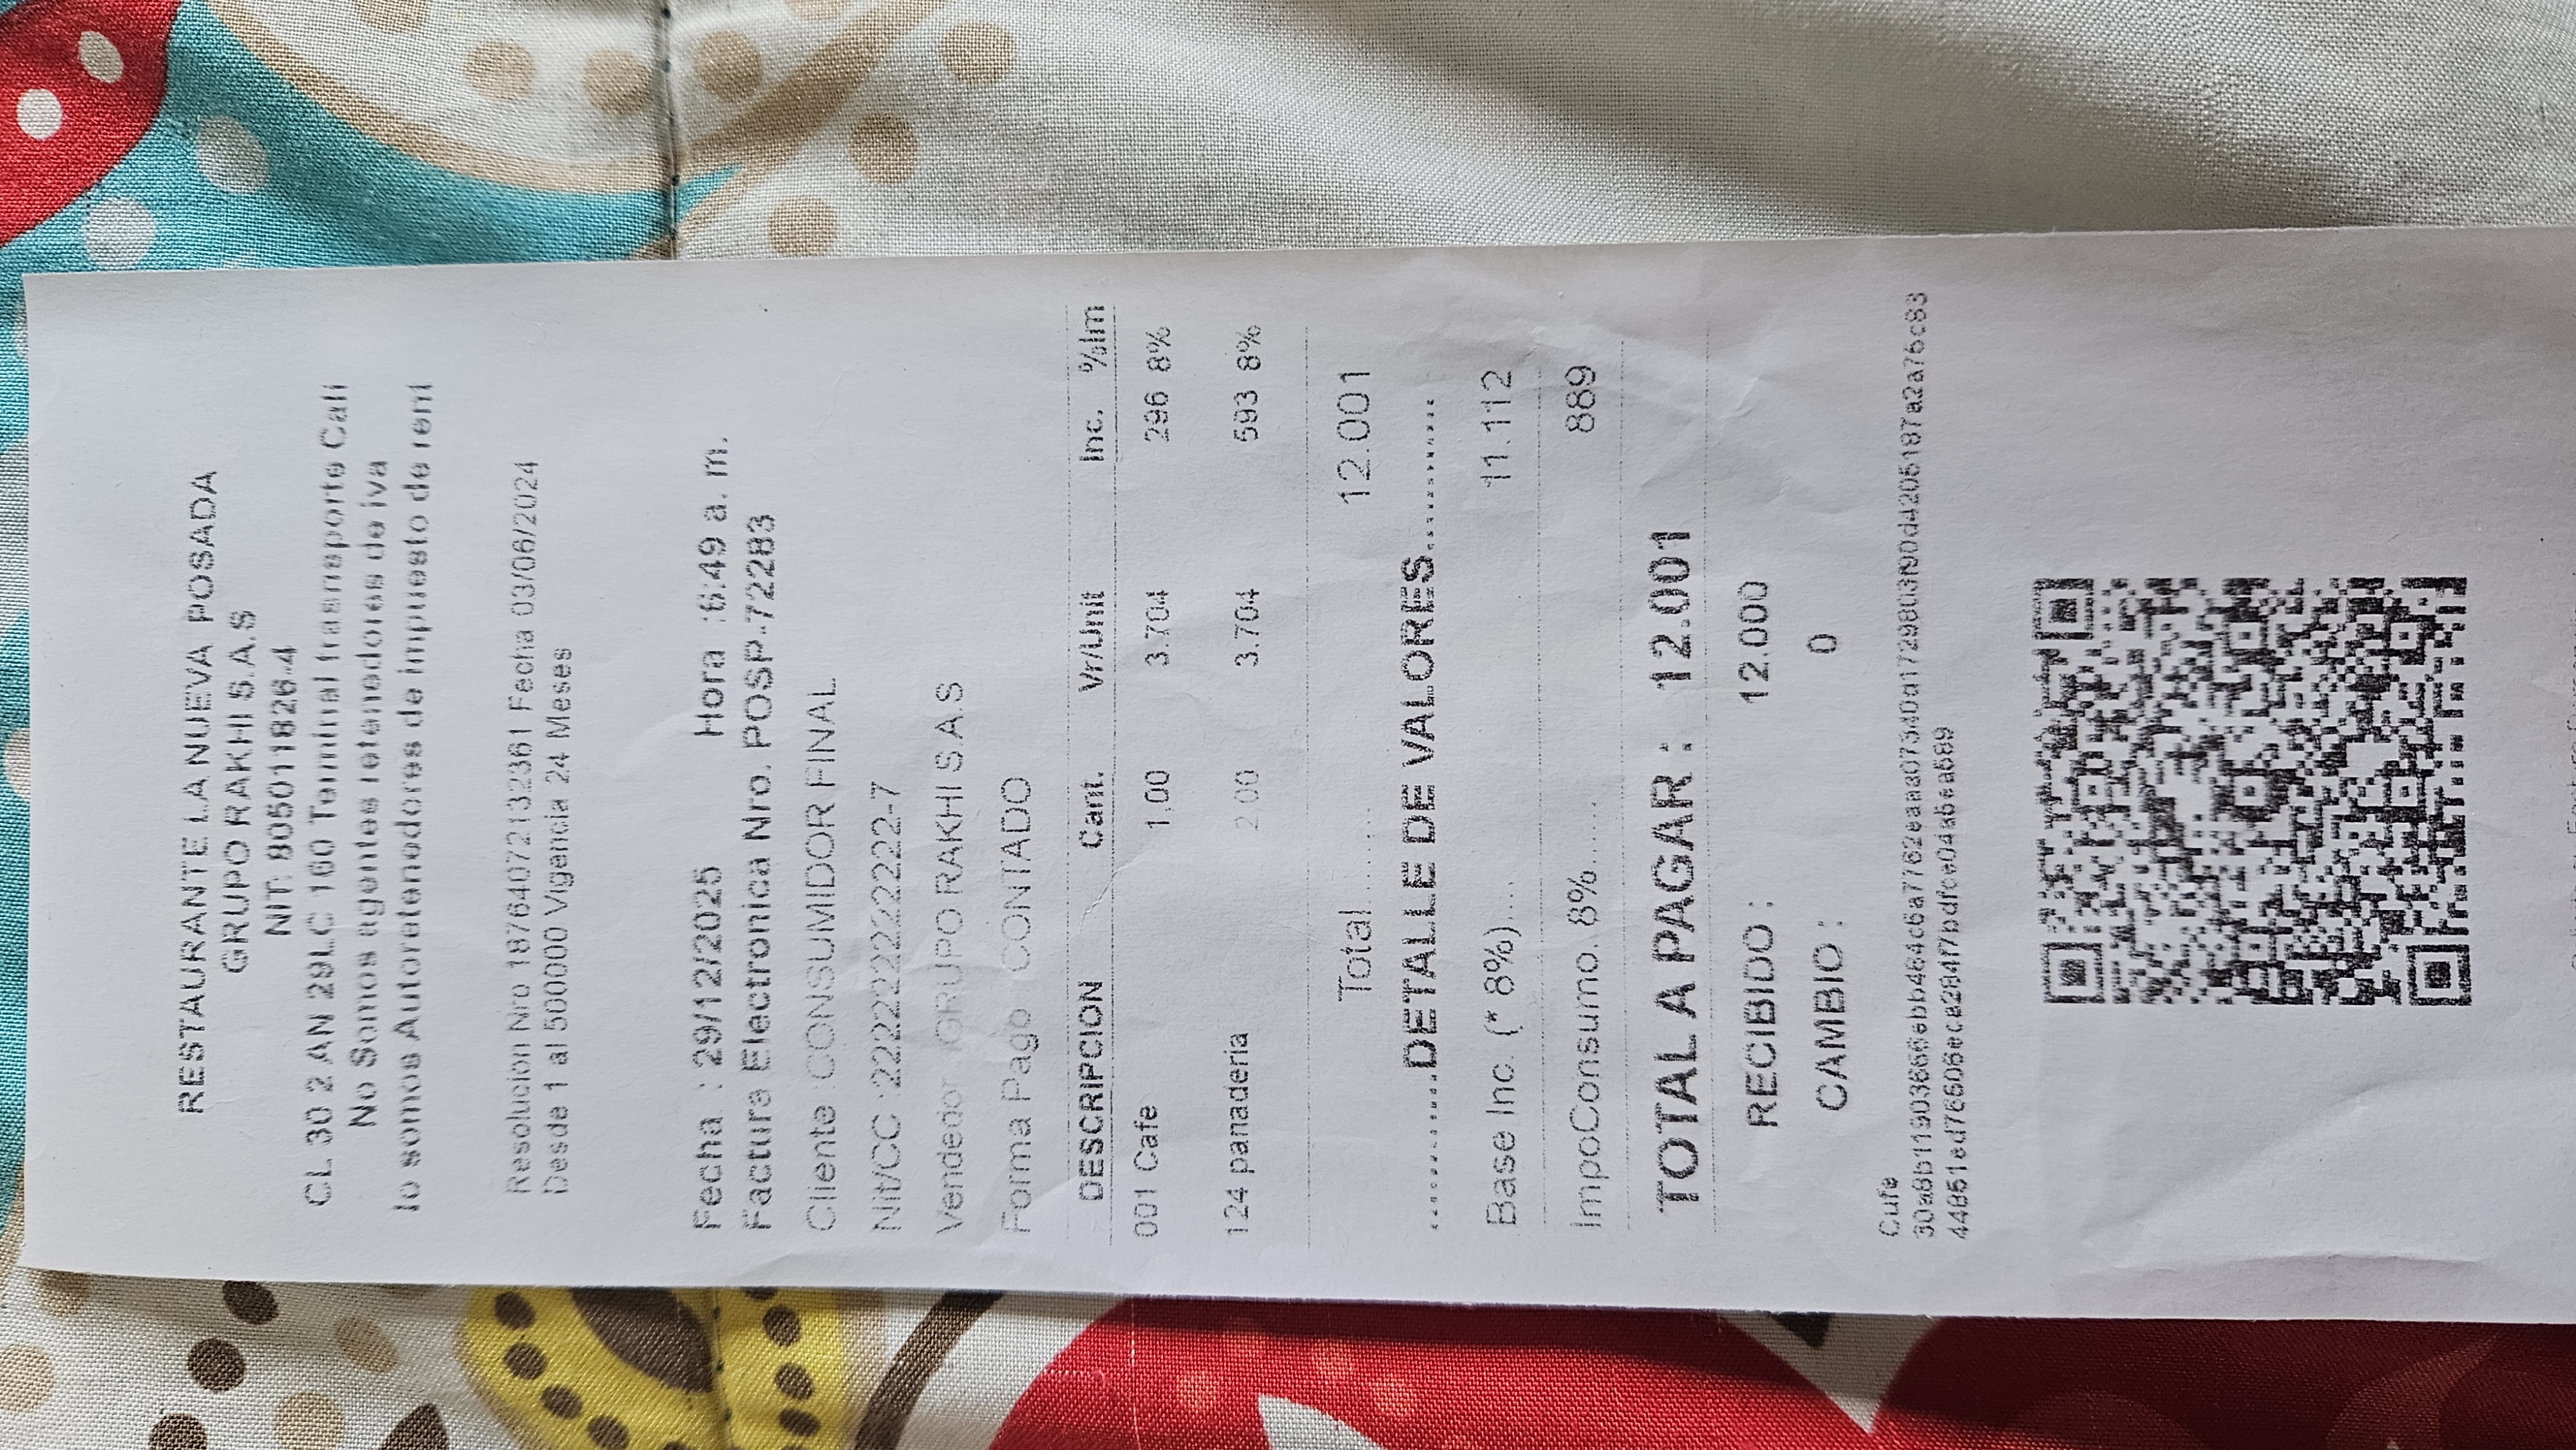 RESTAURANTE LA NUEVA POSADA
GRUPO RAKHI S.A.S
NIT: 805011826-4
CL 30 2 AN 29LC 160 Terminal transporte Cali
No Somos agentes retenedores de iva
lo somos Autoretenedores de impuesto de rent
Resolucion Nro 18764072132361 Fecha 03/06/2024
Desde 1 al 500000 Vigencia 24 Meses
Fecha : 29/12/2025 Hora :6:49 a. m.
Factura Electronica Nro. POSP-72283
Cliente CONSUMIDOR FINAL
Nit/CC :222222222222-7
Vendedor :GRUPO RAKHI S A S
Forma Pago CONTADO
DESCRIPCION Cant. Vr/Unit Inc. %Im
001 Cafe 1.00 3.704 296 8%
124 panaderia 2.00 3.704 593 8%
Total........ 12.001
...........DETALLE DE VALORES...........
Base Inc. (* 8%).... 11.112
ImpoConsumo. 8%....... 889
TOTAL A PAGAR : 12.001
RECIBIDO : 12.000
CAMBIO : 0
Cufe